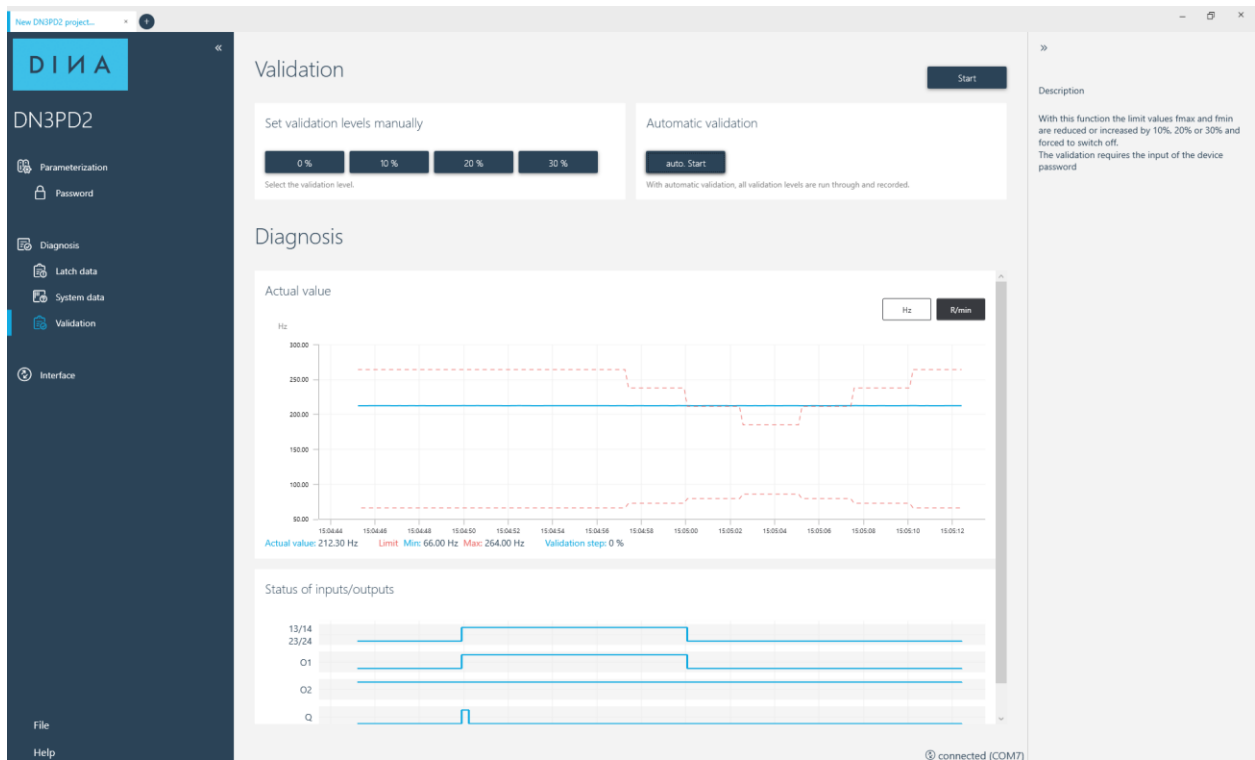 New DN3PD2 project... × +
DINA «
DN3PD2
Parameterization
Password
Diagnosis
Latch data
System data
Validation
Interface
File
Help
Validation
Start
Set validation levels manually
0 % 10 % 20 % 30 %
Select the validation level.
Automatic validation
auto. Start
With automatic validation, all validation levels are run through and recorded.
Diagnosis
Actual value
Hz R/min
Hz
300.00
250.00
200.00
150.00
100.00
50.00
15:04:44 15:04:46 15:04:48 15:04:50 15:04:52 15:04:54 15:04:56 15:04:58 15:05:00 15:05:02 15:05:04 15:05:06 15:05:08 15:05:10 15:05:12
Actual value: 212.30 Hz Limit Min: 66.00 Hz Max: 264.00 Hz Validation step: 0 %
Status of inputs/outputs
13/14
23/24
O1
O2
Q
»
Description
With this function the limit values fmax and fmin
are reduced or increased by 10%, 20% or 30% and
forced to switch off.
The validation requires the input of the device
password
connected (COM7)